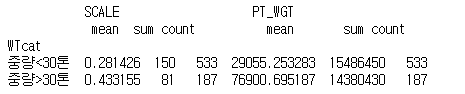 SCALE PT_WGT
mean sum count mean sum count
WTcat
중량<30톤 0.281426 150 533 29055.253283 15486450 533
중량>30톤 0.433155 81 187 76900.695187 14380430 187